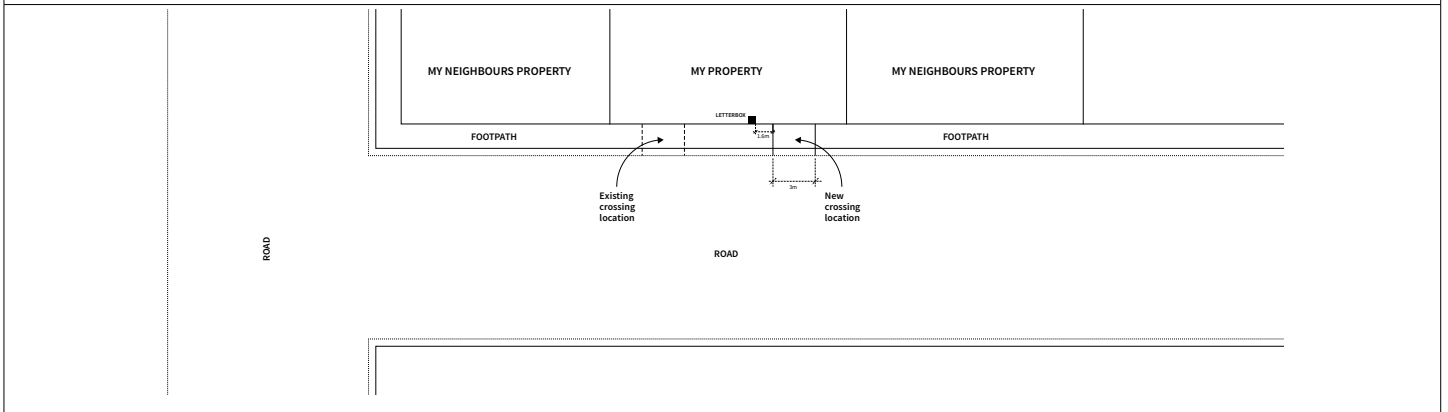 MY NEIGHBOURS PROPERTY
MY PROPERTY
MY NEIGHBOURS PROPERTY
LETTERBOX
FOOTPATH
1.6m
FOOTPATH
3m
Existing
crossing
location
New
crossing
location
ROAD
ROAD